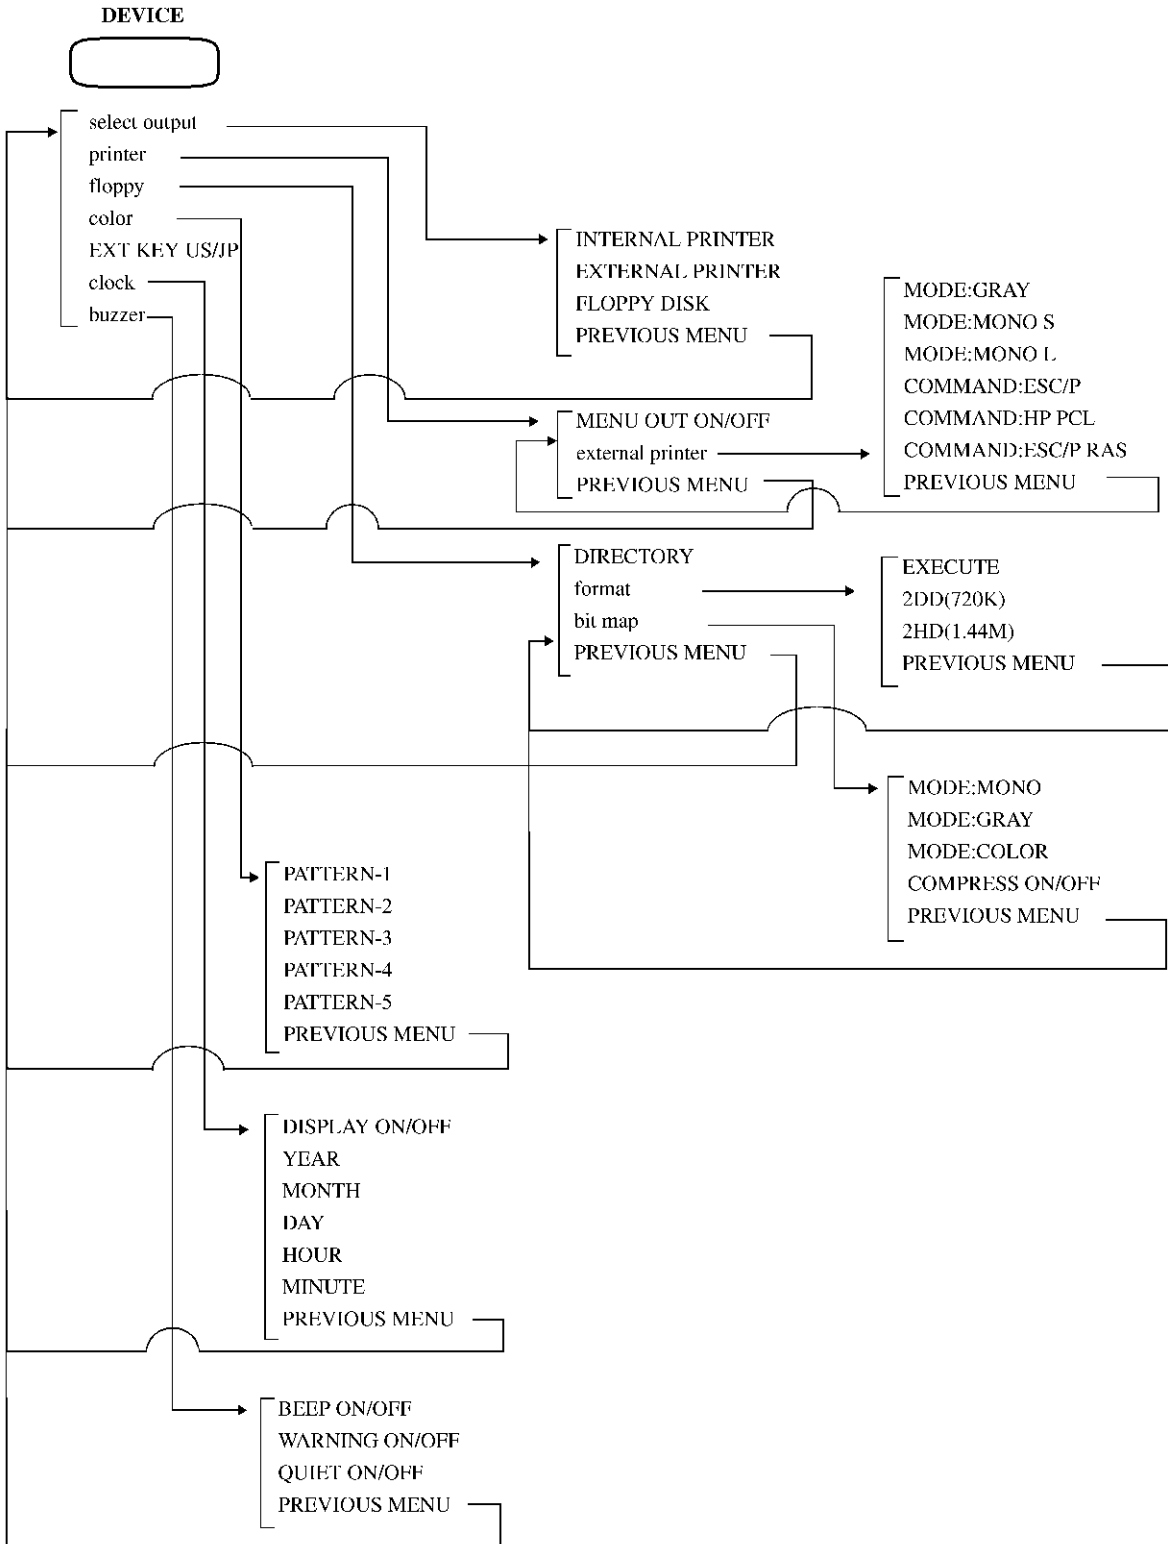 DEVICE
select output
printer
floppy
color
EXT KEY US/JP
clock
buzzer
INTERNAL PRINTER
EXTERNAL PRINTER
FLOPPY DISK
PREVIOUS MENU
MENU OUT ON/OFF
external printer
PREVIOUS MENU
MODE:GRAY
MODE:MONO S
MODE:MONO L
COMMAND:ESC/P
COMMAND:HP PCL
COMMAND:ESC/P RAS
PREVIOUS MENU
DIRECTORY
format
bit map
PREVIOUS MENU
EXECUTE
2DD(720K)
2HD(1.44M)
PREVIOUS MENU
MODE:MONO
MODE:GRAY
MODE:COLOR
COMPRESS ON/OFF
PREVIOUS MENU
PATTERN-1
PATTERN-2
PATTERN-3
PATTERN-4
PATTERN-5
PREVIOUS MENU
DISPLAY ON/OFF
YEAR
MONTH
DAY
HOUR
MINUTE
PREVIOUS MENU
BEEP ON/OFF
WARNING ON/OFF
QUIET ON/OFF
PREVIOUS MENU